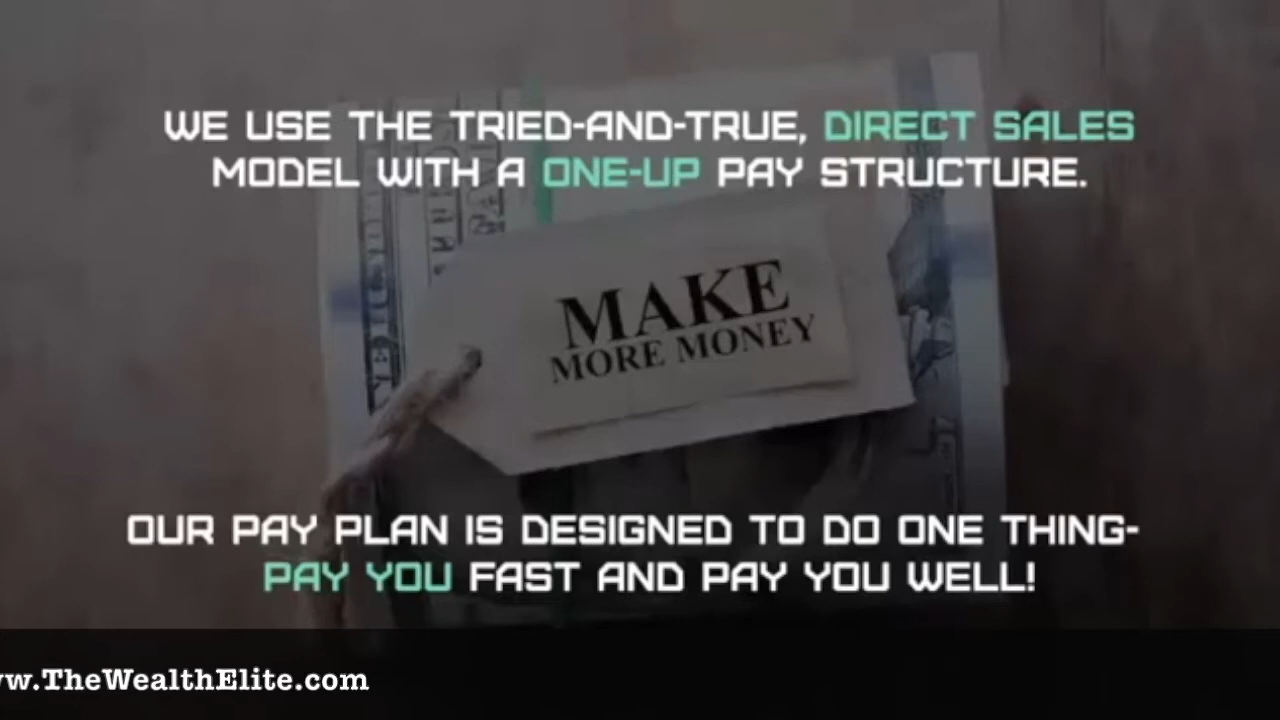 WE USE THE TRIED-AND-TRUE, DIRECT SALES
MODEL WITH A ONE-UP PAY STRUCTURE.
MAKE
MORE MONEY
OUR PAY PLAN IS DESIGNED TO DO ONE THING-
PAY YOU FAST AND PAY YOU WELL!
w.TheWealthElite.com